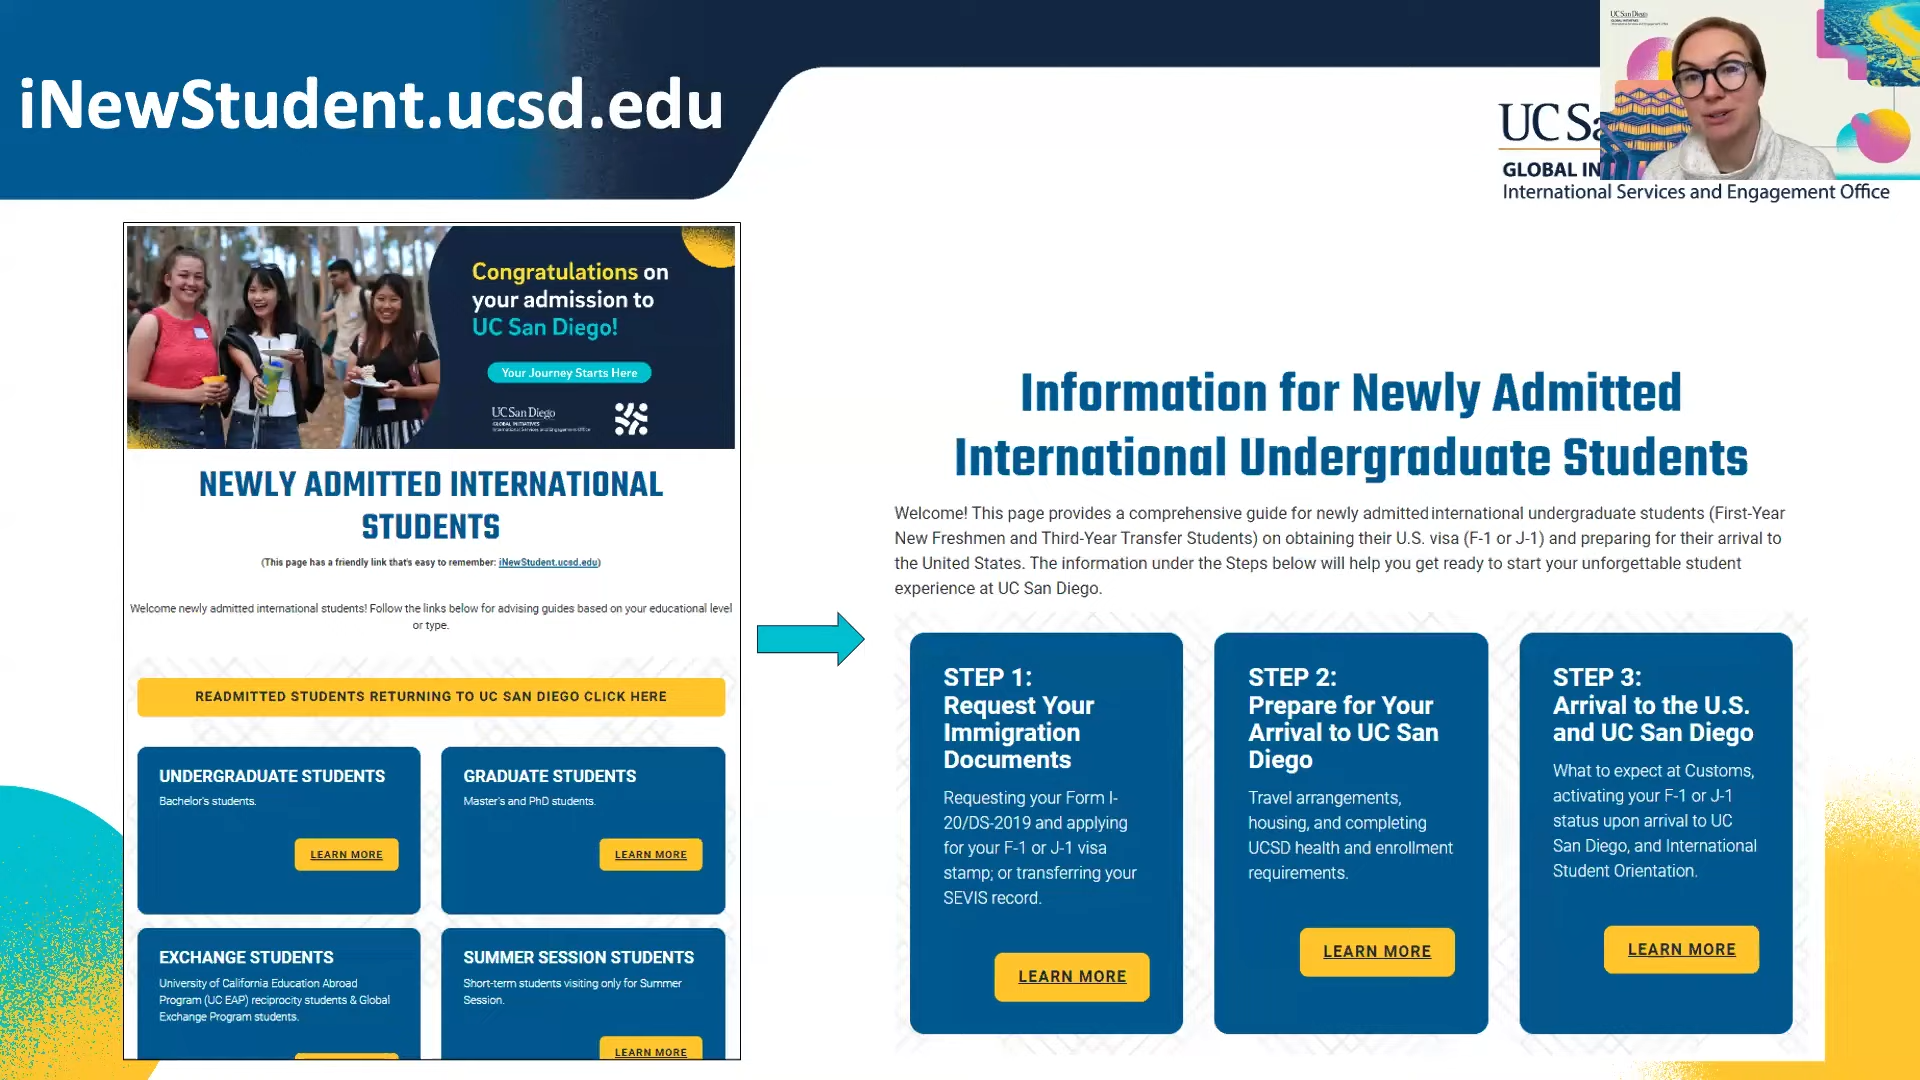 iNewStudent.ucsd.edu
UC San Diego
UC Sa
GLOBAL IN
International Services and Engagement Office
Congratulations on
your admission to
UC San Diego!
Your Journey Starts Here
UC San Diego
GLOBAL INITIATIVES
International Services and Engagement Office
NEWLY ADMITTED INTERNATIONAL
STUDENTS
(This page has a friendly link that's easy to remember: iNewStudent.ucsd.edu)
Welcome newly admitted international students! Follow the links below for advising guides based on your educational level
or type.
READMITTED STUDENTS RETURNING TO UC SAN DIEGO CLICK HERE
UNDERGRADUATE STUDENTS
Bachelor's students.
LEARN MORE
GRADUATE STUDENTS
Master's and PhD students.
LEARN MORE
EXCHANGE STUDENTS
University of California Education Abroad
Program (UC EAP) reciprocity students & Global
Exchange Program students.
SUMMER SESSION STUDENTS
Short-term students visiting only for Summer
Session.
LEARN MORE
Information for Newly Admitted
International Undergraduate Students
Welcome! This page provides a comprehensive guide for newly admitted international undergraduate students (First-Year
New Freshmen and Third-Year Transfer Students) on obtaining their U.S. visa (F-1 or J-1) and preparing for their arrival to
the United States. The information under the Steps below will help you get ready to start your unforgettable student
experience at UC San Diego.
STEP 1:
Request Your
Immigration
Documents
Requesting your Form I-
20/DS-2019 and applying
for your F-1 or J-1 visa
stamp; or transferring your
SEVIS record.
LEARN MORE
STEP 2:
Prepare for Your
Arrival to UC San
Diego
Travel arrangements,
housing, and completing
UCSD health and enrollment
requirements.
LEARN MORE
STEP 3:
Arrival to the U.S.
and UC San Diego
What to expect at Customs,
activating your F-1 or J-1
status upon arrival to UC
San Diego, and International
Student Orientation.
LEARN MORE